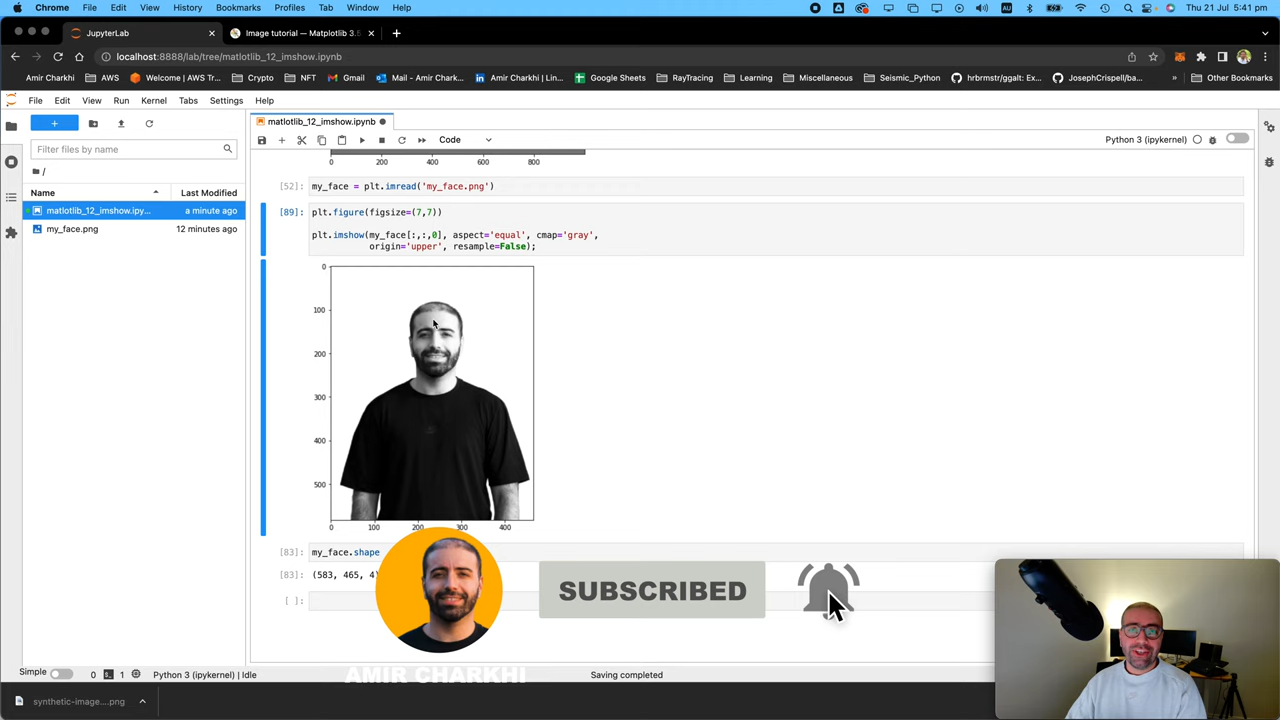 Chrome File Edit View History Bookmarks Profiles Tab Window Help Thu 21 Jul 5:41 pm
JupyterLab Image tutorial — Matplotlib 3.5
localhost:8888/lab/tree/matlotlib_12_imshow.ipynb
Amir Charkhi AWS Welcome | AWS Tr... Crypto NFT Gmail Mail - Amir Charkhi... Amir Charkhi | Lin... Google Sheets RayTracing Learning Miscellaneous Seismic_Python hrbrmstr/ggalt: Ex... JosephCrispell/ba... » Other Bookmarks
File Edit View Run Kernel Tabs Settings Help
matlotlib_12_imshow.ipynb
Code
Python 3 (ipykernel)
Filter files by name
/
Name Last Modified
matlotlib_12_imshow.ipy... a minute ago
my_face.png 12 minutes ago
0 200 400 600 800
[52]: my_face = plt.imread('my_face.png')
[89]: plt.figure(figsize=(7,7))
plt.imshow(my_face[:,:,0], aspect='equal', cmap='gray',
origin='upper', resample=False);
0
100
200
300
400
500
0 100 200 300 400
[83]: my_face.shape
[83]: (583, 465, 4)
[ ]:
SUBSCRIBED
AMIR CHARKHI
Simple 0 1 Python 3 (ipykernel) | Idle Saving completed
synthetic-image....png